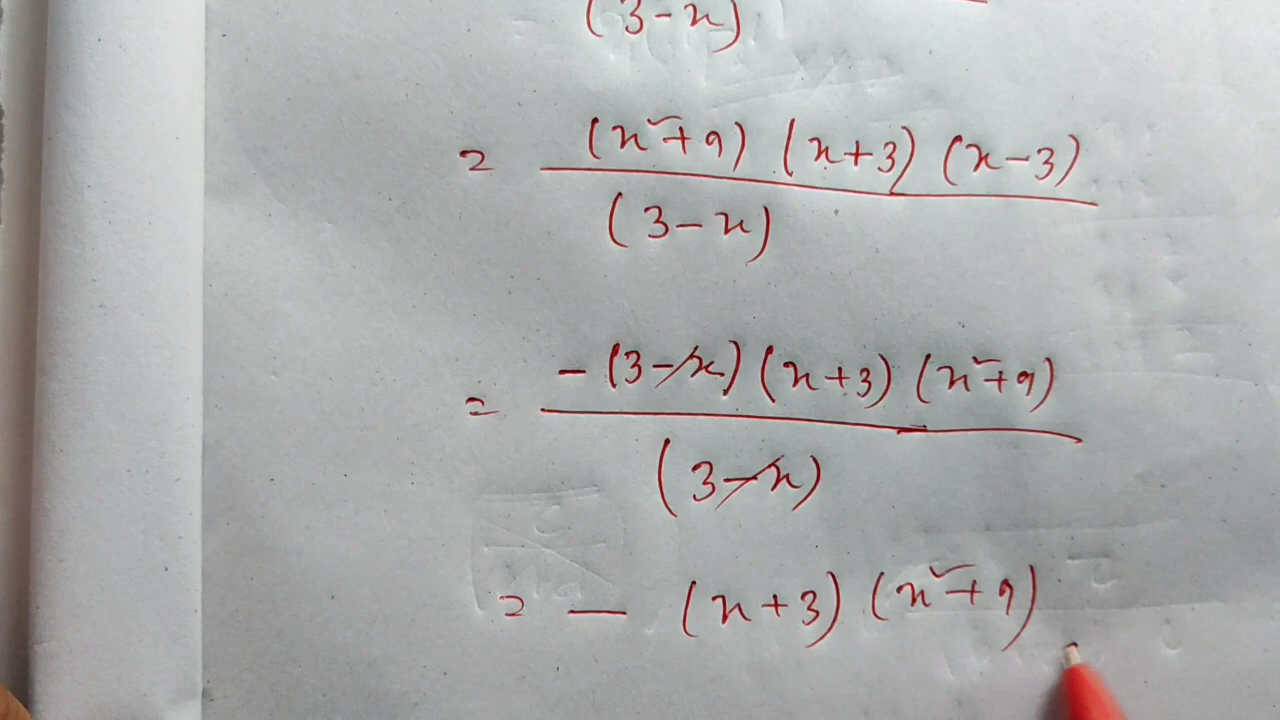 (3-x)
= (x²+9) (x+3) (x-3)
(3-x)
= -(3-x) (x+3) (x²+9)
(3-x)
= - (x+3) (x²+9)